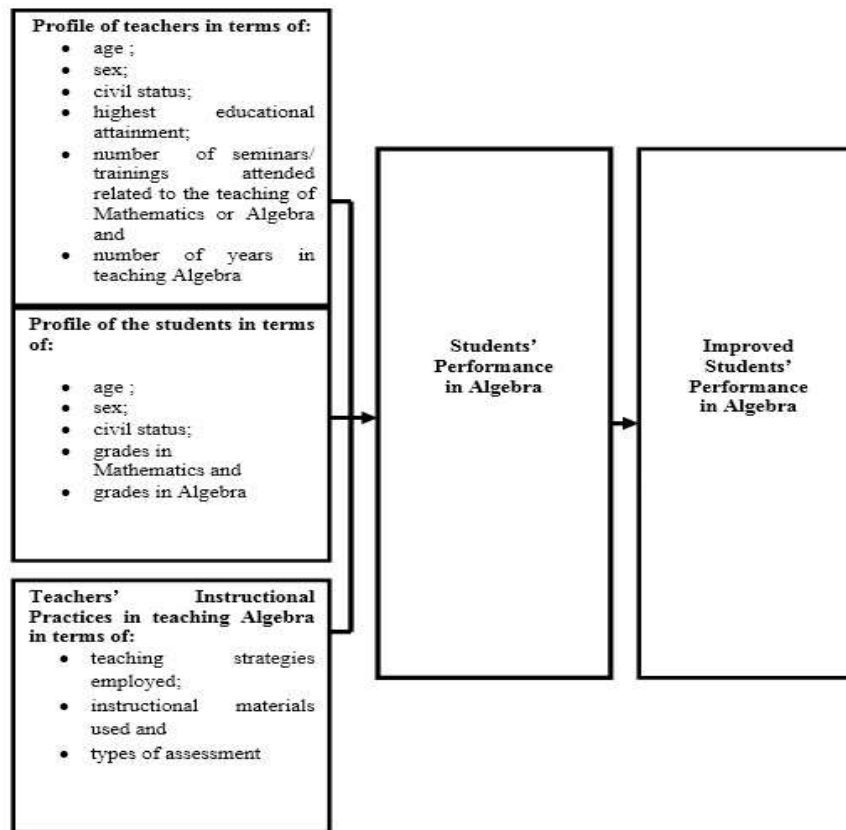 Profile of teachers in terms of:
• age ;
• sex;
• civil status;
• highest educational
attainment;
• number of seminars/
trainings attended
related to the teaching of
Mathematics or Algebra
and
• number of years in
teaching Algebra
Profile of the students in terms
of:
• age ;
• sex;
• civil status;
• grades in
Mathematics and
• grades in Algebra
Teachers’ Instructional
Practices in teaching Algebra
in terms of:
• teaching strategies
employed;
• instructional materials
used and
• types of assessment
Students’
Performance
in Algebra
Improved
Students’
Performance
in Algebra